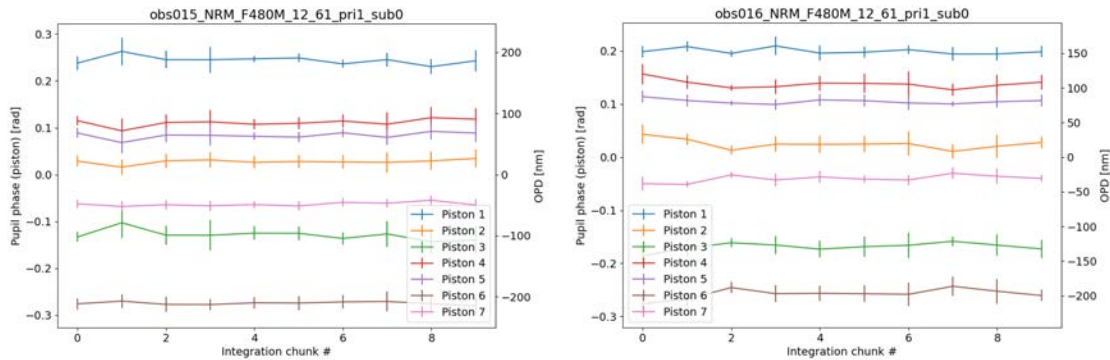 obs015_NRM_F480M_12_61_pri1_sub0
0.3
0.2
0.1
0.0
−0.1
−0.2
−0.3
Pupil phase (piston) [rad]
200
100
0
−100
−200
OPD [nm]
Piston 1
Piston 2
Piston 3
Piston 4
Piston 5
Piston 6
Piston 7
0 2 4 6 8
Integration chunk #
obs016_NRM_F480M_12_61_pri1_sub0
0.2
0.1
0.0
−0.1
−0.2
−0.3
Pupil phase (piston) [rad]
150
100
50
0
−50
−100
−150
−200
OPD [nm]
Piston 1
Piston 2
Piston 3
Piston 4
Piston 5
Piston 6
Piston 7
0 2 4 6 8
Integration chunk #